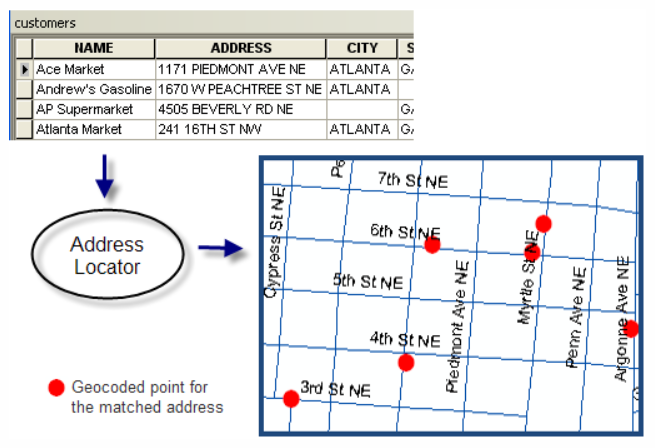 customers
NAME ADDRESS CITY S
Ace Market 1171 PIEDMONT AVE NE ATLANTA GA
Andrew's Gasoline 1670 W PEACHTREE ST NE ATLANTA
AP Supermarket 4505 BEVERLY RD NE GA
Atlanta Market 241 16TH ST NW ATLANTA GA
Address
Locator
7th St NE
6th St NE
5th St NE
4th St NE
3rd St NE
Cypress St NE
Piedmont Ave NE
Myrtle St NE
Penn Ave NE
Argonne Ave NE
Geocoded point for
the matched address